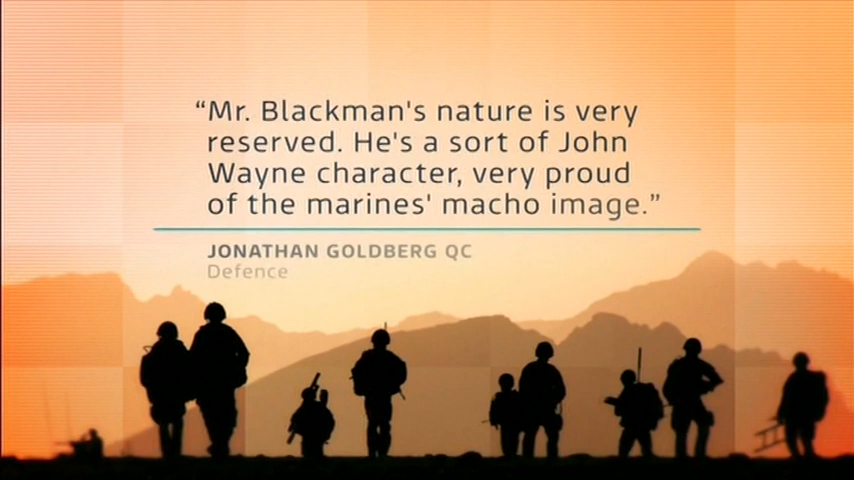 “Mr. Blackman's nature is very
reserved. He's a sort of John
Wayne character, very proud
of the marines' macho image.”
JONATHAN GOLDBERG QC
Defence